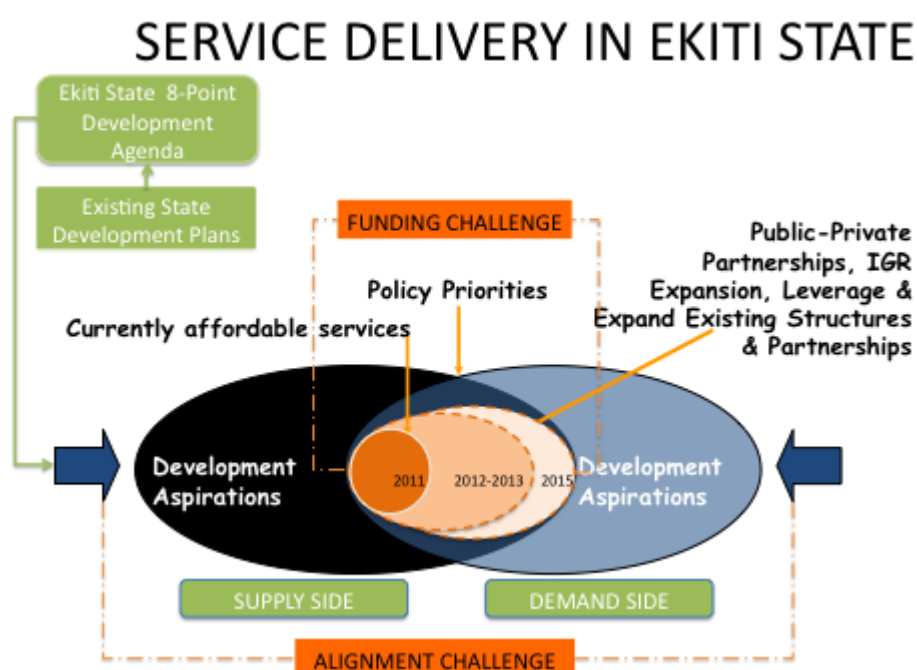 SERVICE DELIVERY IN EKITI STATE
Ekiti State 8-Point
Development
Agenda
Existing State
Development Plans
FUNDING CHALLENGE
Public-Private
Partnerships, IGR
Expansion, Leverage &
Expand Existing Structures
& Partnerships
Policy Priorities
Currently affordable services
Development
Aspirations
2011
2012-2013
2015
Development
Aspirations
SUPPLY SIDE
DEMAND SIDE
ALIGNMENT CHALLENGE